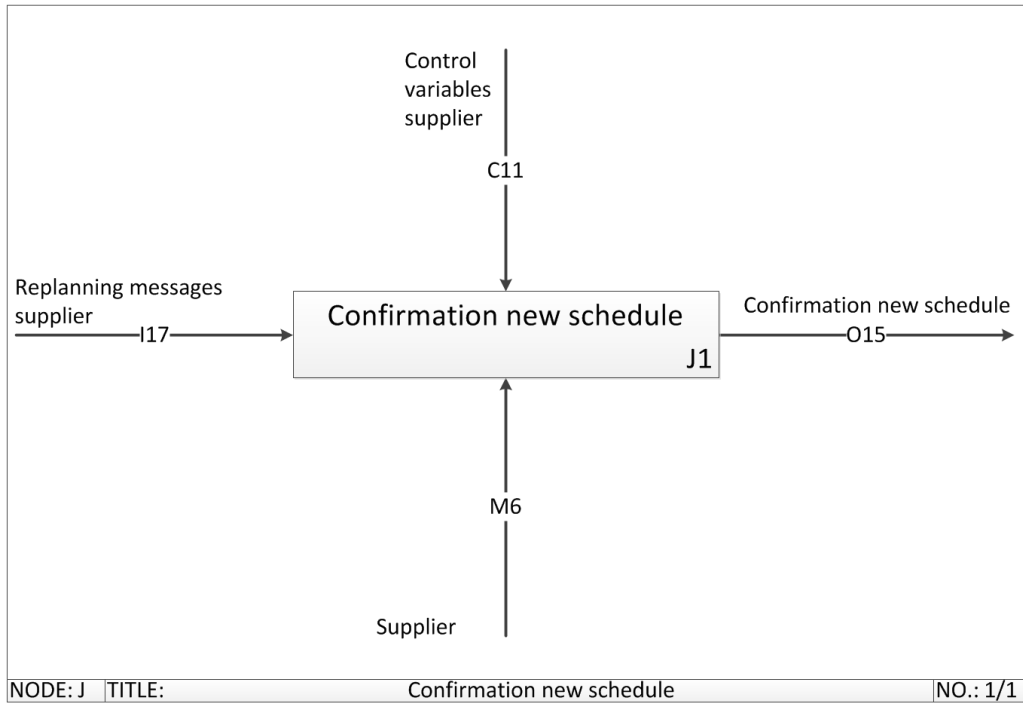 Control
variables
supplier
C11
Replanning messages
supplier
I17
Confirmation new schedule
J1
Confirmation new schedule
O15
M6
Supplier
NODE: J TITLE: Confirmation new schedule NO.: 1/1